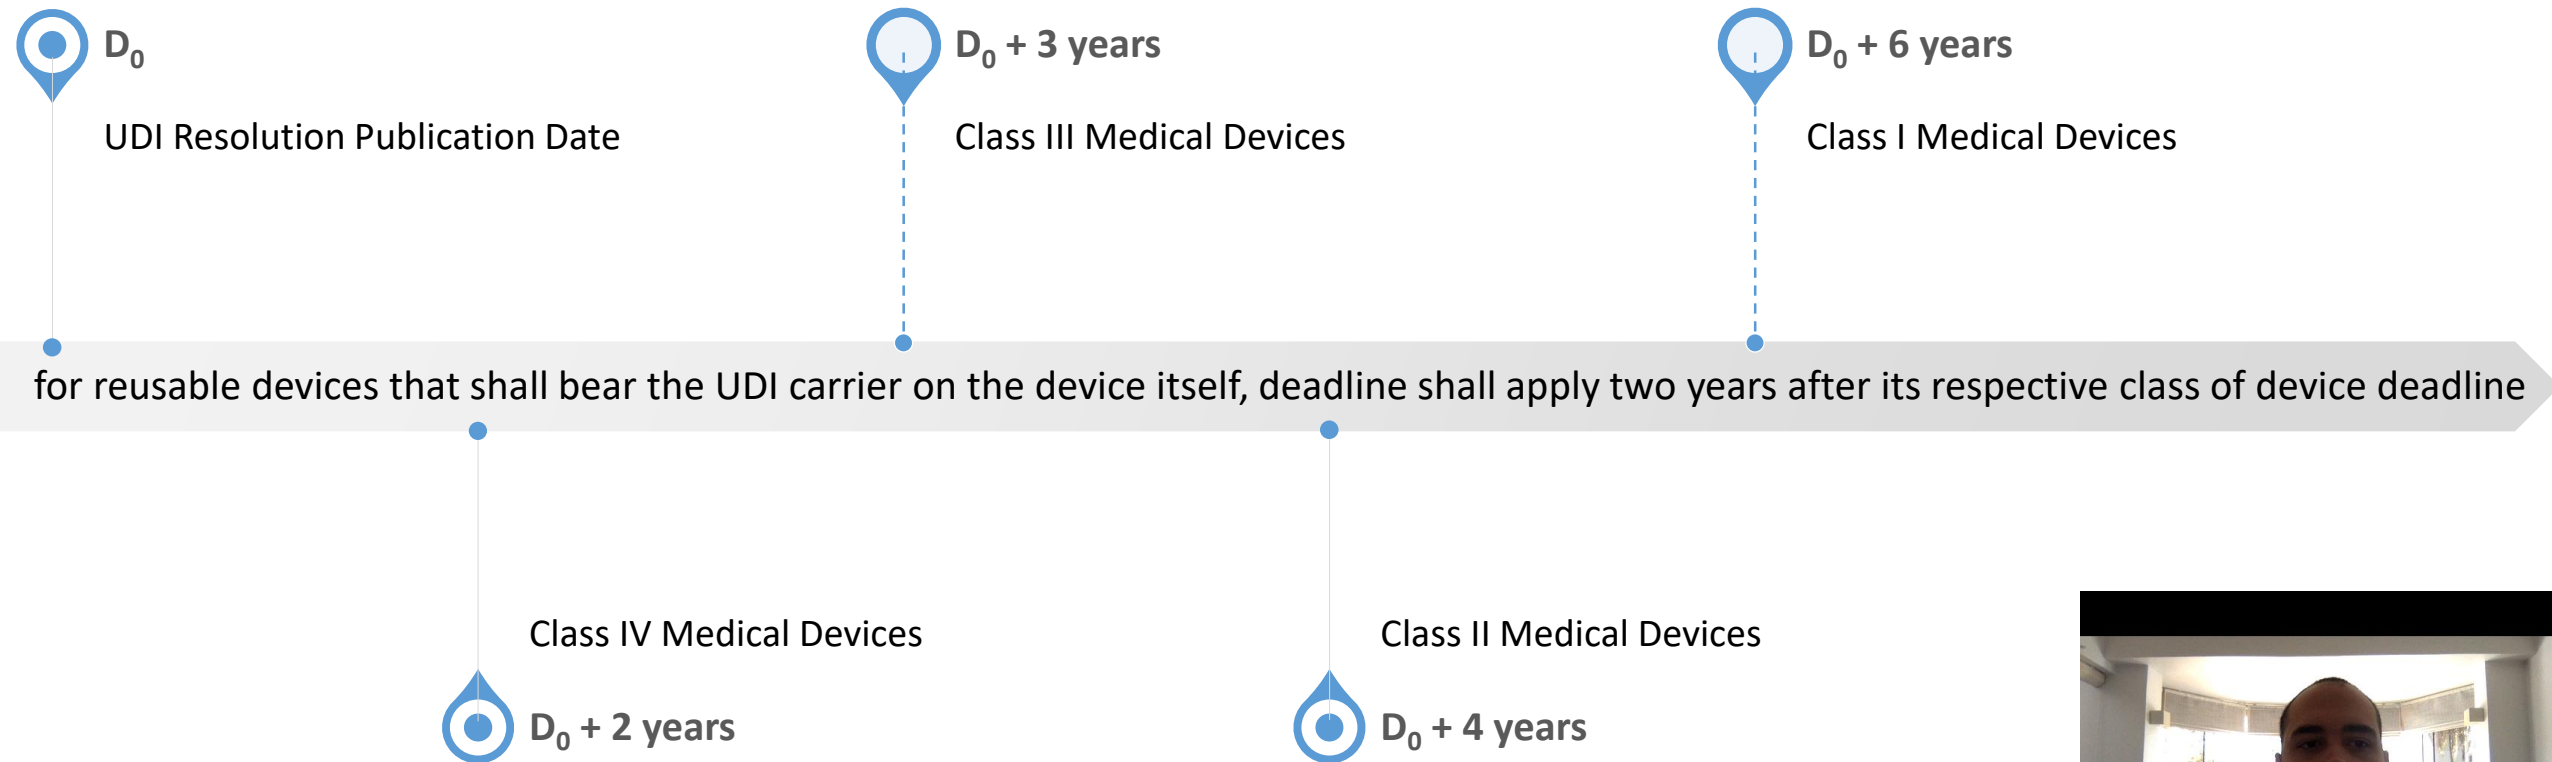 D₀
UDI Resolution Publication Date
D₀ + 3 years
Class III Medical Devices
D₀ + 6 years
Class I Medical Devices
for reusable devices that shall bear the UDI carrier on the device itself, deadline shall apply two years after its respective class of device deadline
Class IV Medical Devices
D₀ + 2 years
Class II Medical Devices
D₀ + 4 years